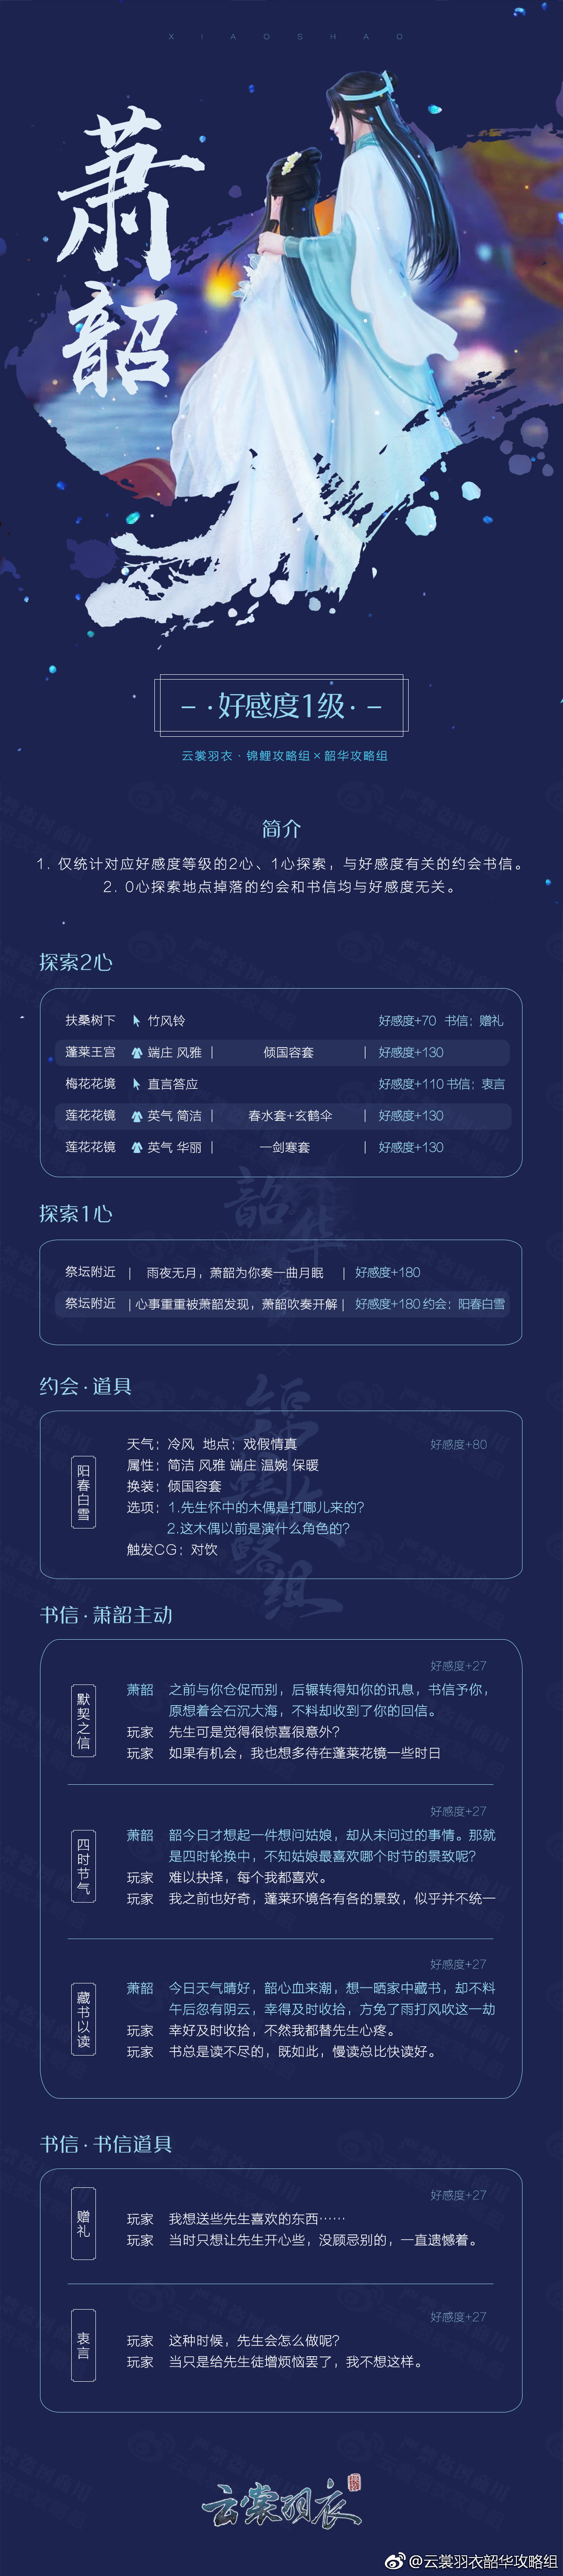 XIAOSHAO
萧韶
- ·好感度1级· -
云裳羽衣·锦鲤攻略组×韶华攻略组
简介
1. 仅统计对应好感度等级的2心、1心探索，与好感度有关的约会书信。
2. 0心探索地点掉落的约会和书信均与好感度无关。
探索2心
扶桑树下 竹风铃 好感度+70 书信：赠礼
蓬莱王宫 端庄 风雅 | 倾国容套 | 好感度+130
梅花花境 直言答应 好感度+110 书信：衷言
莲花花镜 英气 简洁 | 春水套+玄鹤伞 | 好感度+130
莲花花镜 英气 华丽 | 一剑寒套 | 好感度+130
探索1心
祭坛附近 | 雨夜无月，萧韶为你奏一曲月眠 | 好感度+180
祭坛附近 | 心事重重被萧韶发现，萧韶吹奏开解 | 好感度+180 约会：阳春白雪
约会·道具
阳春白雪
天气：冷风 地点：戏假情真 好感度+80
属性：简洁 风雅 端庄 温婉 保暖
换装：倾国容套
选项：1.先生怀中的木偶是打哪儿来的？
2.这木偶以前是演什么角色的？
触发CG：对饮
书信·萧韶主动
好感度+27
默契之信
萧韶 之前与你仓促而别，后辗转得知你的讯息，书信予你，
原想着会石沉大海，不料却收到了你的回信。
玩家 先生可是觉得很惊喜很意外？
玩家 如果有机会，我也想多待在蓬莱花镜一些时日
好感度+27
四时节气
萧韶 韶今日才想起一件想问姑娘，却从未问过的事情。那就
是四时轮换中，不知姑娘最喜欢哪个时节的景致呢？
玩家 难以抉择，每个我都喜欢。
玩家 我之前也好奇，蓬莱环境各有各的景致，似乎并不统一
好感度+27
藏书以读
萧韶 今日天气晴好，韶心血来潮，想一晒家中藏书，却不料
午后忽有阴云，幸得及时收拾，方免了雨打风吹这一劫
玩家 幸好及时收拾，不然我都替先生心疼。
玩家 书总是读不尽的，既如此，慢读总比快读好。
书信·书信道具
好感度+27
赠礼
玩家 我想送些先生喜欢的东西……
玩家 当时只想让先生开心些，没顾忌别的，一直遗憾着。
好感度+27
衷言
玩家 这种时候，先生会怎么做呢？
玩家 当只是给先生徒增烦恼罢了，我不想这样。
云裳羽衣
@云裳羽衣韶华攻略组